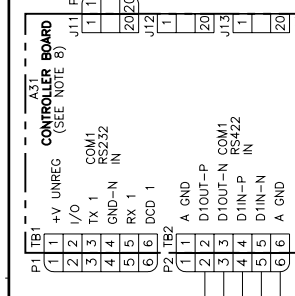 A31
CONTROLLER BOARD
(SEE NOTE 8)
J11
1
20
J12
1
20
J13
1
20
P1 TB1
1 1 +V UNREG
2 2 I/O
3 3 TX 1
4 4 GND-N
5 5 RX 1
6 6 DCD 1
COM1
RS232
IN
P2 TB2
1 1 A GND
2 2 D1OUT-P
3 3 D1OUT-N
4 4 D1IN-P
5 5 D1IN-N
6 6 A GND
COM1
RS422
IN